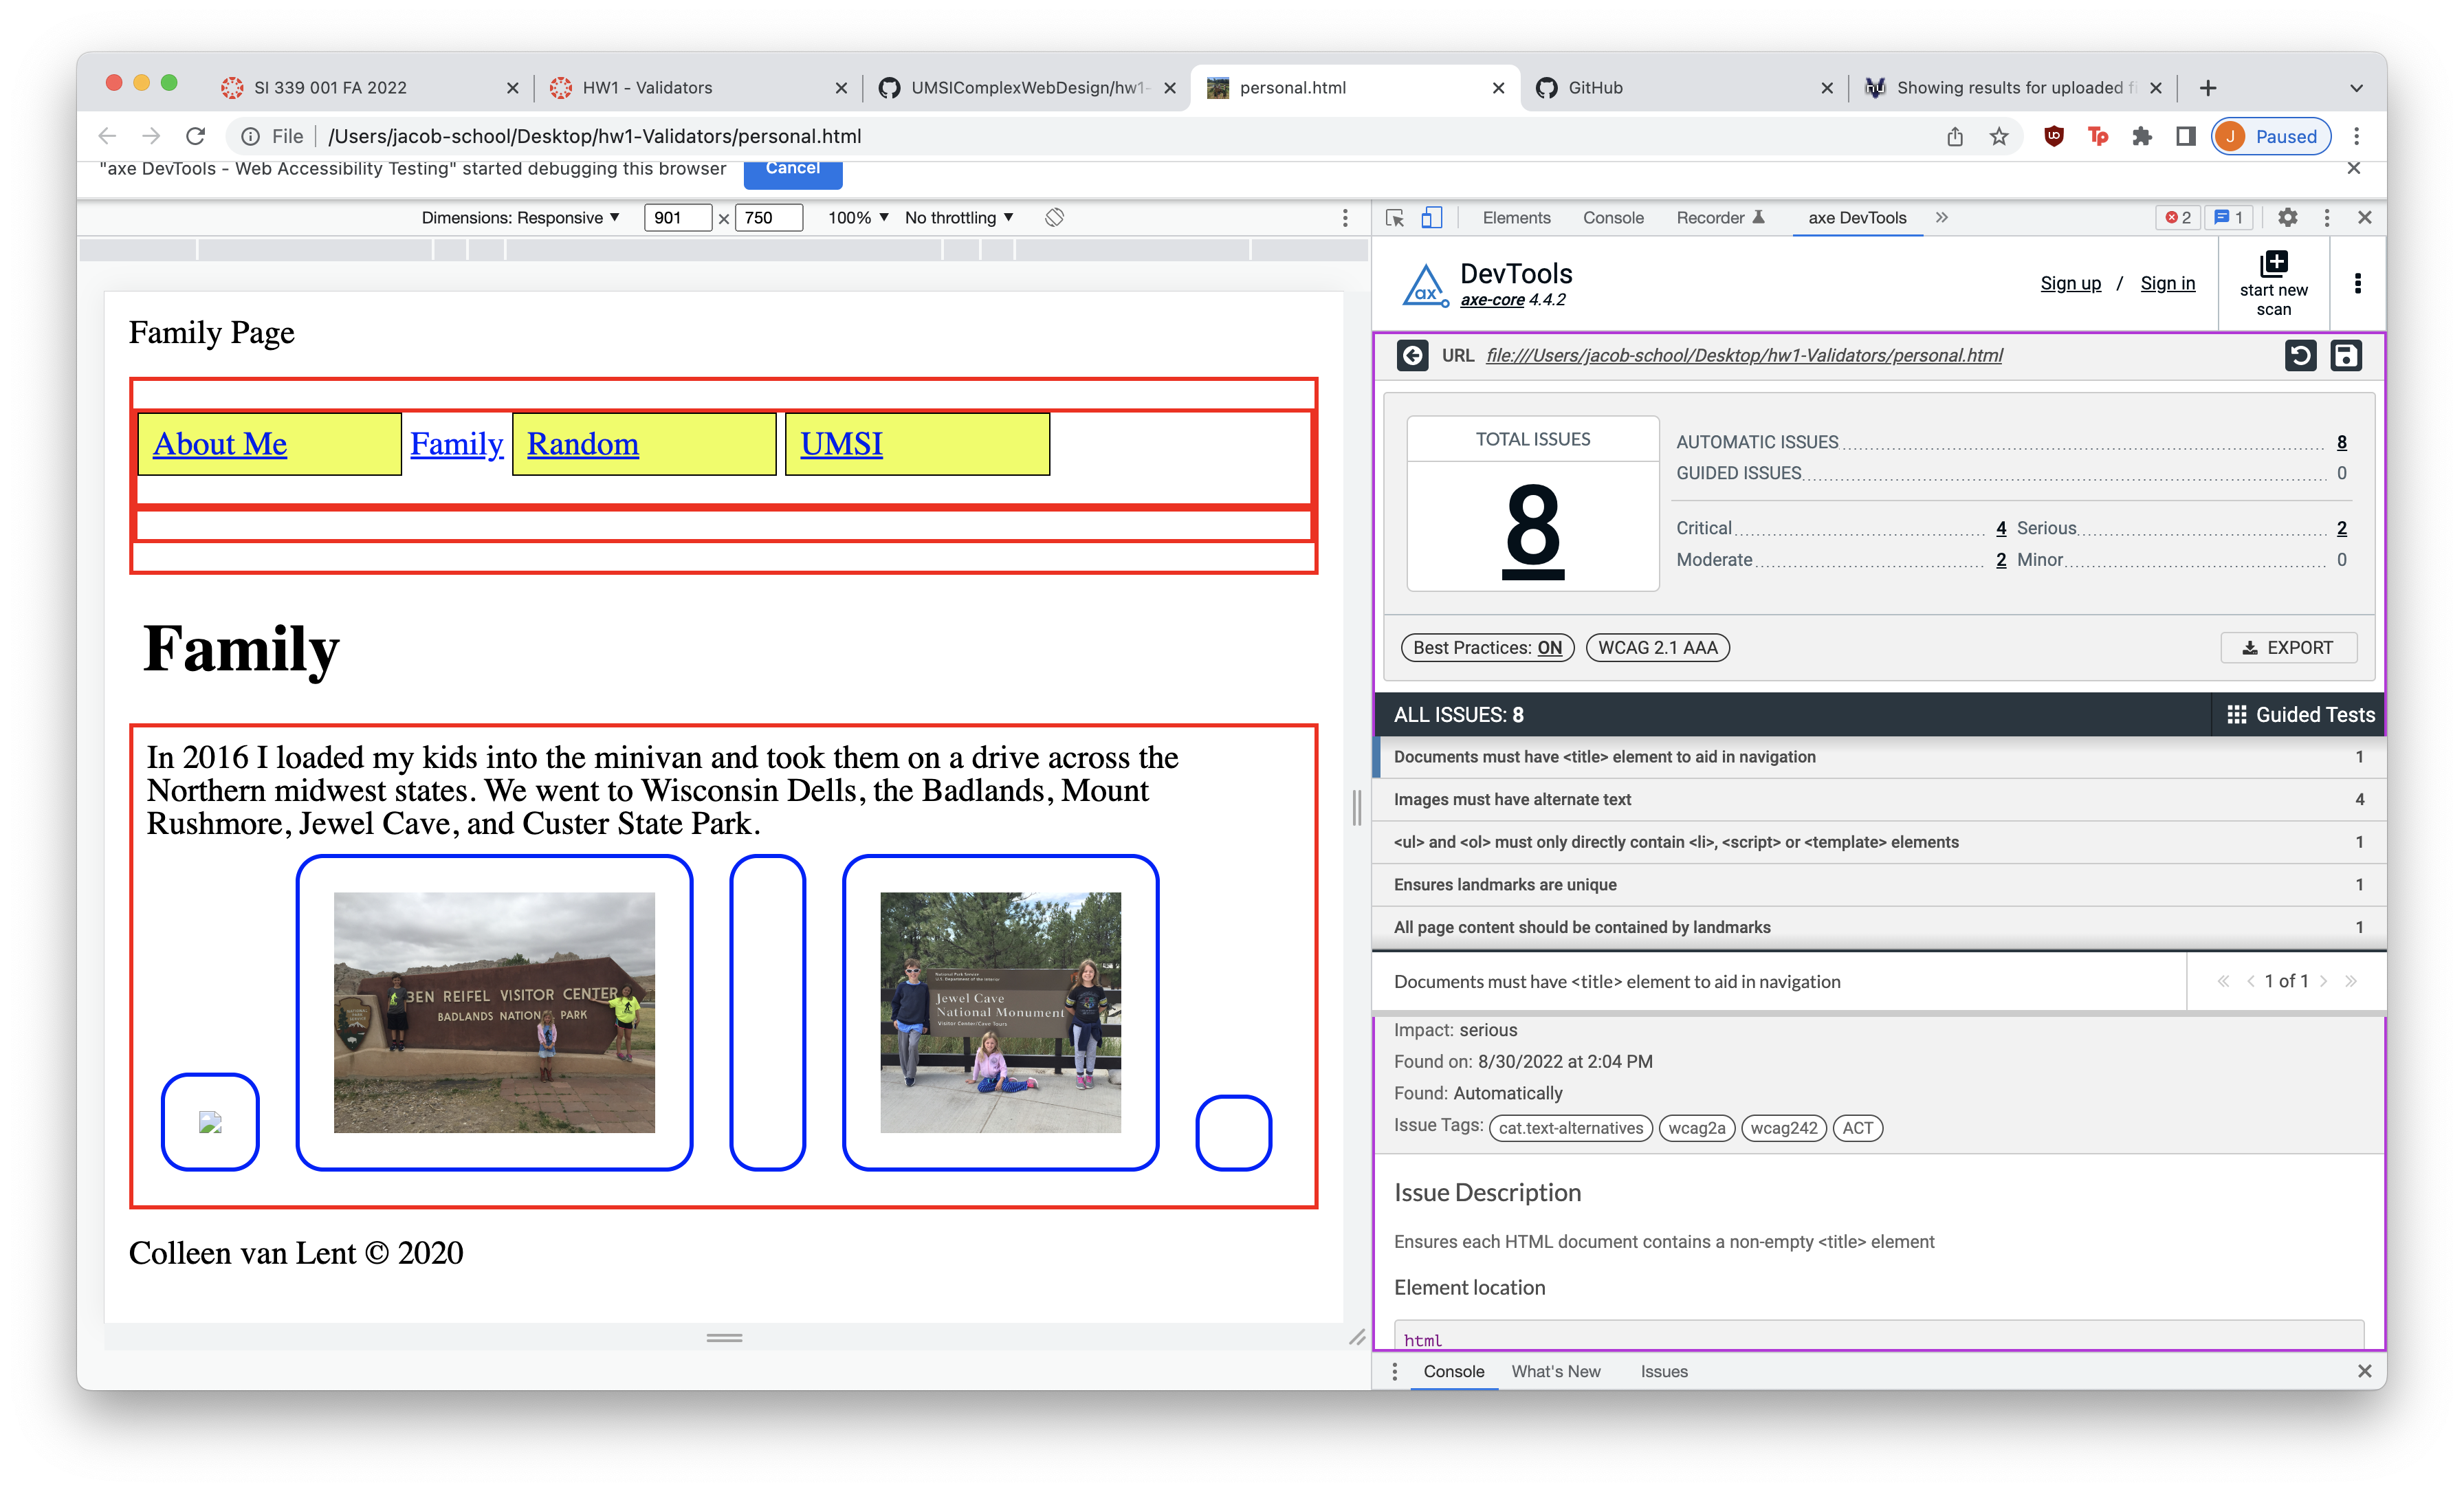 SI 339 001 FA 2022
HW1 - Validators
UMSIComplexWebDesign/hw1-
personal.html
GitHub
Showing results for uploaded fi
File
/Users/jacob-school/Desktop/hw1-Validators/personal.html
J
Paused
"axe DevTools - Web Accessibility Testing" started debugging this browser
Cancel
Dimensions: Responsive
901 × 750
100%
No throttling
Elements
Console
Recorder
axe DevTools
2
1
Family Page
About Me
Family
Random
UMSI
Family
In 2016 I loaded my kids into the minivan and took them on a drive across the
Northern midwest states. We went to Wisconsin Dells, the Badlands, Mount
Rushmore, Jewel Cave, and Custer State Park.
BEN REIFEL VISITOR CENTER
BADLANDS NATIONAL PARK
National Park Service
U.S. Department of the Interior
Jewel Cave
National Monument
Visitor Center/Cave Tours
Colleen van Lent © 2020
ax
DevTools
axe-core 4.4.2
Sign up / Sign in
start new
scan
URL file:///Users/jacob-school/Desktop/hw1-Validators/personal.html
TOTAL ISSUES
8
AUTOMATIC ISSUES 8
GUIDED ISSUES 0
Critical 4 Serious 2
Moderate 2 Minor 0
Best Practices: ON
WCAG 2.1 AAA
EXPORT
ALL ISSUES: 8
Guided Tests
Documents must have <title> element to aid in navigation 1
Images must have alternate text 4
<ul> and <ol> must only directly contain <li>, <script> or <template> elements 1
Ensures landmarks are unique 1
All page content should be contained by landmarks 1
Documents must have <title> element to aid in navigation
1 of 1
Impact: serious
Found on: 8/30/2022 at 2:04 PM
Found: Automatically
Issue Tags: cat.text-alternatives wcag2a wcag242 ACT
Issue Description
Ensures each HTML document contains a non-empty <title> element
Element location
html
Console
What's New
Issues